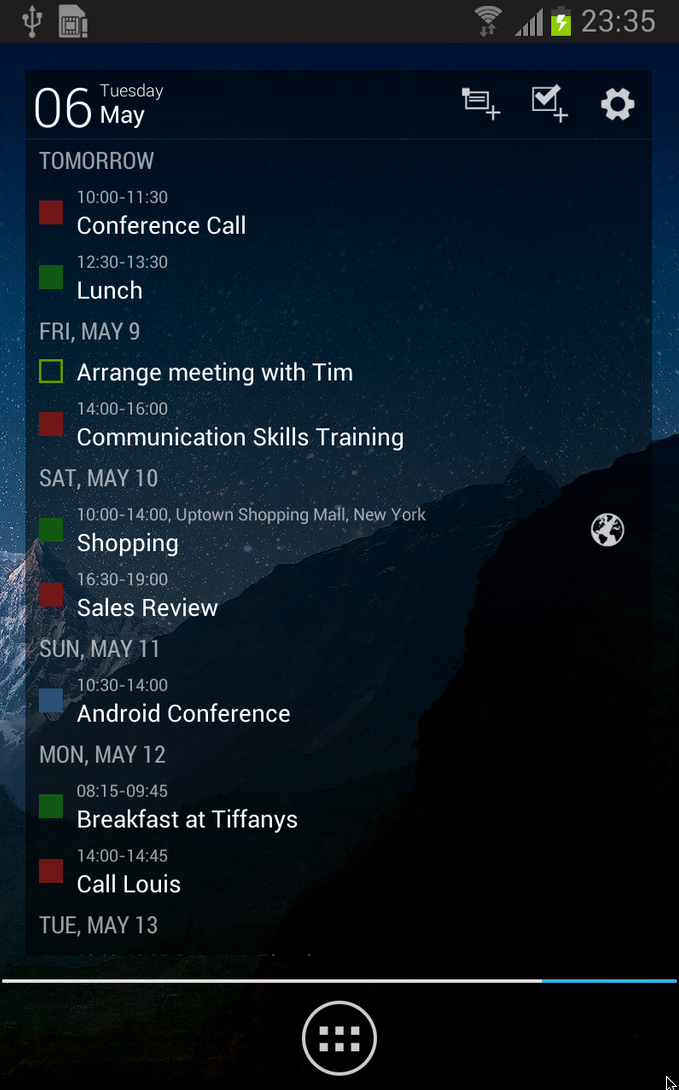 23:35
06
Tuesday
May
TOMORROW
10:00-11:30
Conference Call
12:30-13:30
Lunch
FRI, MAY 9
Arrange meeting with Tim
14:00-16:00
Communication Skills Training
SAT, MAY 10
10:00-14:00, Uptown Shopping Mall, New York
Shopping
16:30-19:00
Sales Review
SUN, MAY 11
10:30-14:00
Android Conference
MON, MAY 12
08:15-09:45
Breakfast at Tiffanys
14:00-14:45
Call Louis
TUE, MAY 13